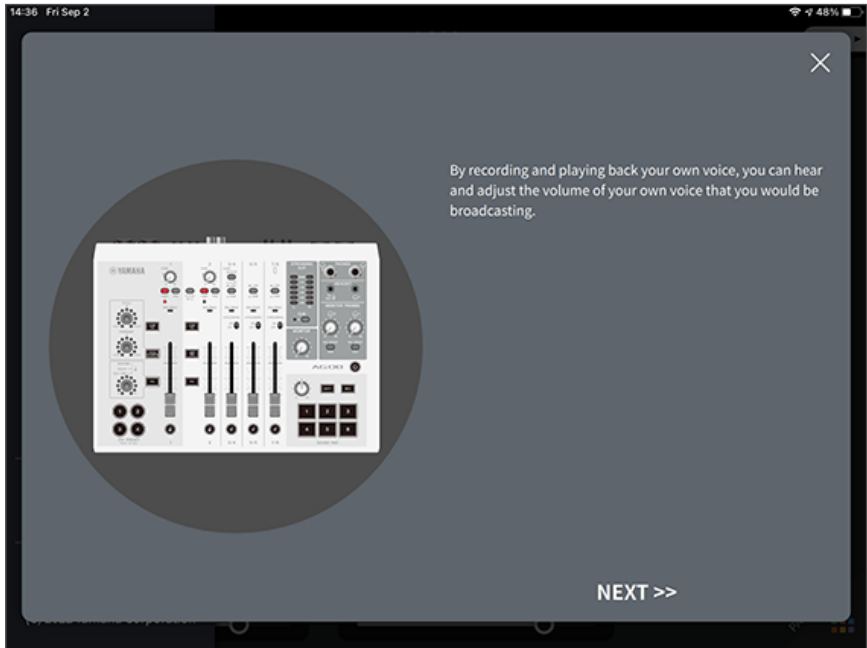 14:36 Fri Sep 2
48%
By recording and playing back your own voice, you can hear
and adjust the volume of your own voice that you would be
broadcasting.
YAMAHA
AG08
NEXT >>